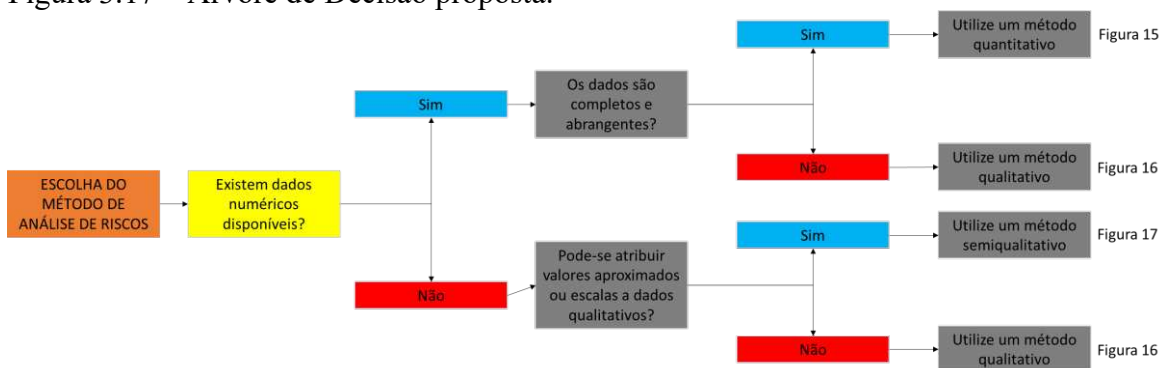 Figura 3.17 – Árvore de Decisão proposta.
Sim
Utilize um método
quantitativo
Figura 15
Sim
Os dados são
completos e
abrangentes?
Não
Utilize um método
qualitativo
Figura 16
ESCOLHA DO
MÉTODO DE
ANÁLISE DE RISCOS
Existem dados
numéricos
disponíveis?
Sim
Utilize um método
semiqualitativo
Figura 17
Não
Pode-se atribuir
valores aproximados
ou escalas a dados
qualitativos?
Não
Utilize um método
qualitativo
Figura 16